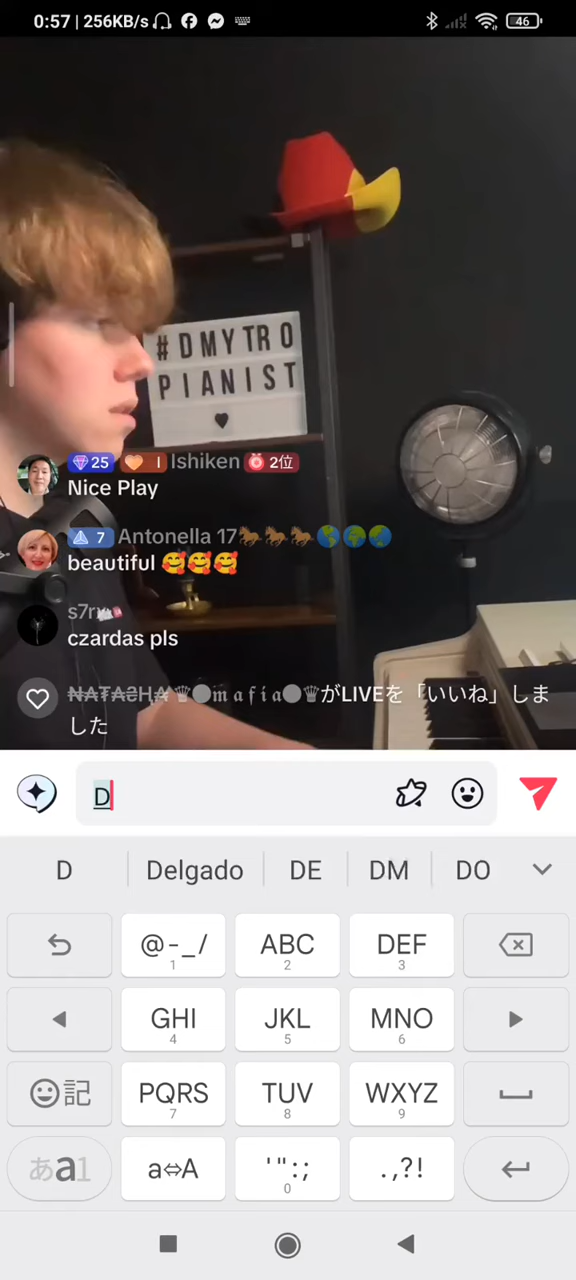 0:57 | 256KB/s
46
#DMYTRO
PIANIST
25 I Ishiken 2位
Nice Play
7 Antonella 17🐎🐎🐎🌎🌍🌏
beautiful 🥰🥰🥰
czardas pls
₦₳₮₳₴Ⱨ₳♛⚪𝔪𝔞𝔣𝔦𝔞⚪♛がLIVEを「いいね」しま
した
D
D Delgado DE DM DO
@-_/ 1 ABC 2 DEF 3
GHI 4 JKL 5 MNO 6
記 PQRS 7 TUV 8 WXYZ 9
あa1 a⇔A '":; 0 .,?!